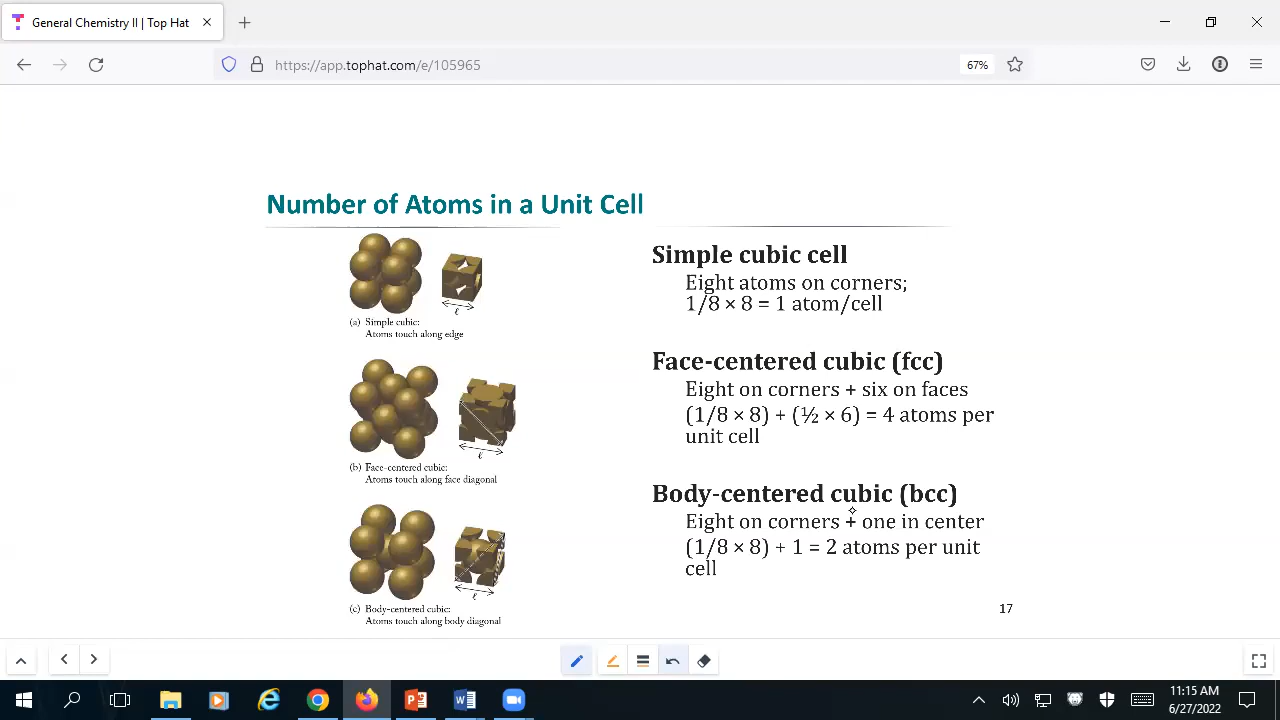 General Chemistry II | Top Hat
https://app.tophat.com/e/105965
67%
Number of Atoms in a Unit Cell
ℓ
(a) Simple cubic:
Atoms touch along edge
ℓ
(b) Face-centered cubic:
Atoms touch along face diagonal
ℓ
(c) Body-centered cubic:
Atoms touch along body diagonal
Simple cubic cell
Eight atoms on corners;
1/8 × 8 = 1 atom/cell
Face-centered cubic (fcc)
Eight on corners + six on faces
(1/8 × 8) + (½ × 6) = 4 atoms per
unit cell
Body-centered cubic (bcc)
Eight on corners + one in center
(1/8 × 8) + 1 = 2 atoms per unit
cell
17
11:15 AM
6/27/2022